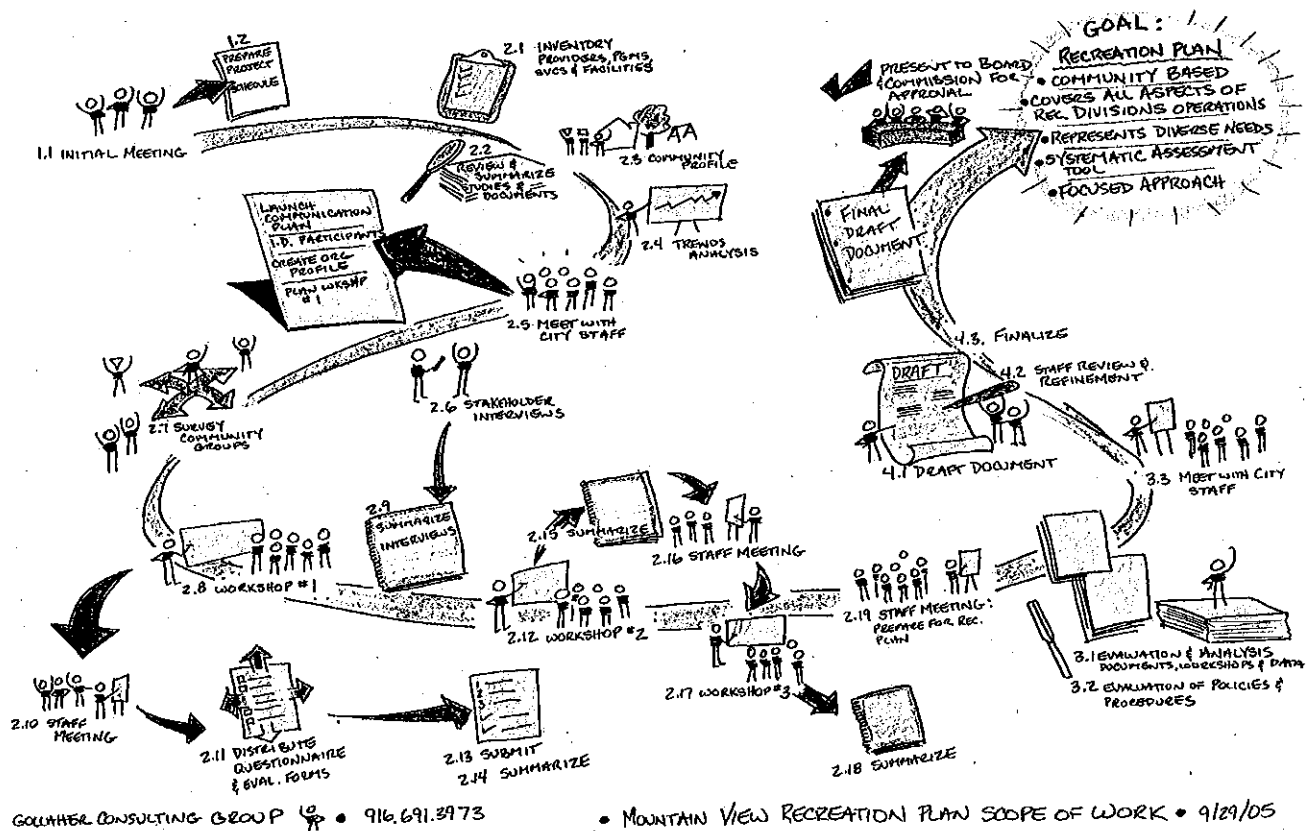 1.2
PREPARE
PROJECT
SCHEDULE
1.1 INITIAL MEETING
2.1 INVENTORY
PROVIDERS, PGMS,
SVCS & FACILITIES
2.2
REVIEW &
SUMMARIZE
STUDIES &
DOCUMENTS
2.3 COMMUNITY
PROFILE
2.4 TRENDS
ANALYSIS
LAUNCH
COMMUNICATION
PLAN
I.D. PARTICIPANTS
CREATE ORG
PROFILE
PLAN WKSHP
#1
2.5 MEET WITH
CITY STAFF
2.6 STAKEHOLDER
INTERVIEWS
2.7 SURVEY
COMMUNITY
GROUPS
2.8 WORKSHOP #1
2.9
SUMMARIZE
INTERVIEWS
2.10 STAFF
MEETING
2.11 DISTRIBUTE
QUESTIONNAIRE
& EVAL. FORMS
2.13 SUBMIT
2.14 SUMMARIZE
2.12 WORKSHOP #2
2.15 SUMMARIZE
2.16 STAFF MEETING
2.17 WORKSHOP #3
2.18 SUMMARIZE
2.19 STAFF MEETING:
PREPARE FOR REC.
PLAN
3.1 EVALUATION & ANALYSIS
DOCUMENTS, WORKSHOPS & DATA
3.2 EVALUATION OF POLICIES &
PROCEDURES
3.3 MEET WITH CITY
STAFF
DRAFT
4.1 DRAFT DOCUMENT
4.2 STAFF REVIEW &
REFINEMENT
4.3. FINALIZE
FINAL
DRAFT
DOCUMENT
PRESENT TO BOARD
& COMMISSION FOR
APPROVAL
GOAL:
RECREATION PLAN
• COMMUNITY BASED
• COVERS ALL ASPECTS OF
REC. DIVISIONS OPERATIONS
• REPRESENTS DIVERSE NEEDS
• SYSTEMATIC ASSESSMENT
TOOL
• FOCUSED APPROACH
GOLLAHER CONSULTING GROUP • 916.691.3973 • MOUNTAIN VIEW RECREATION PLAN SCOPE OF WORK • 9/29/05